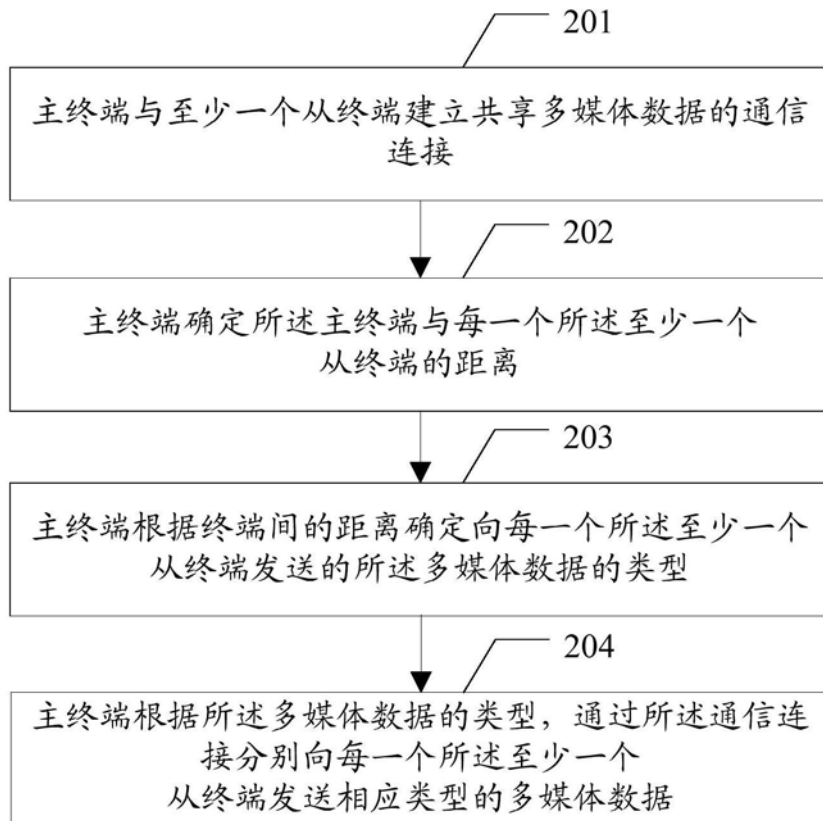 201
主终端与至少一个从终端建立共享多媒体数据的通信
连接
202
主终端确定所述主终端与每一个所述至少一个
从终端的距离
203
主终端根据终端间的距离确定向每一个所述至少一个
从终端发送的所述多媒体数据的类型
204
主终端根据所述多媒体数据的类型，通过所述通信连
接分别向每一个所述至少一个
从终端发送相应类型的多媒体数据